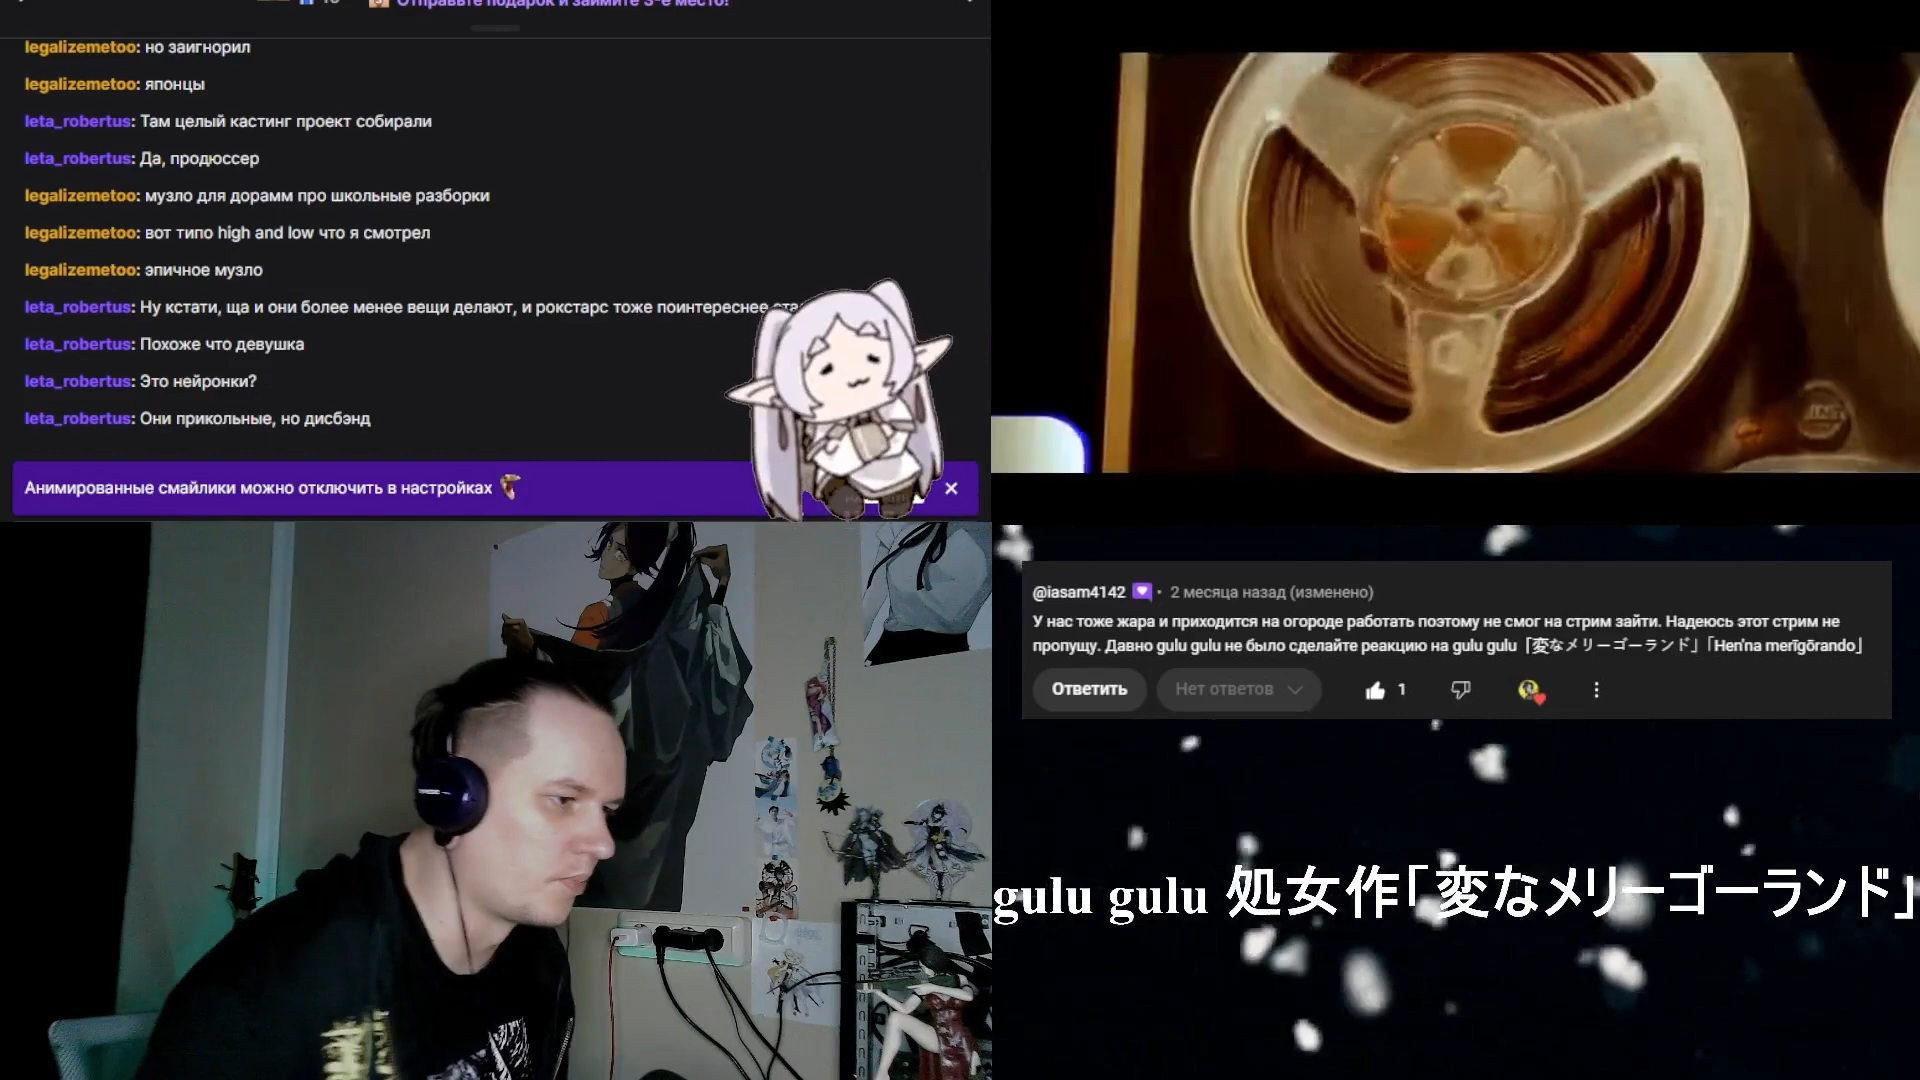 Отправьте подарок и займите 3-е место!
legalizemetoo: но заигнорил
legalizemetoo: японцы
leta_robertus: Там целый кастинг проект собирали
leta_robertus: Да, продюссер
legalizemetoo: музло для дорамм про школьные разборки
legalizemetoo: вот типо high and low что я смотрел
legalizemetoo: эпичное музло
leta_robertus: Ну кстати, ща и они более менее вещи делают, и рокстарс тоже поинтереснее
leta_robertus: Похоже что девушка
leta_robertus: Это нейронки?
leta_robertus: Они прикольные, но дисбэнд
Анимированные смайлики можно отключить в настройках
@iasam4142 • 2 месяца назад (изменено)
У нас тоже жара и приходится на огороде работать поэтому не смог на стрим зайти. Надеюсь этот стрим не
пропущу. Давно gulu gulu не было сделайте реакцию на gulu gulu「変なメリーゴーランド」「Hen'na merīgōrando」
Ответить
Нет ответов
1
gulu gulu 処女作「変なメリーゴーランド」